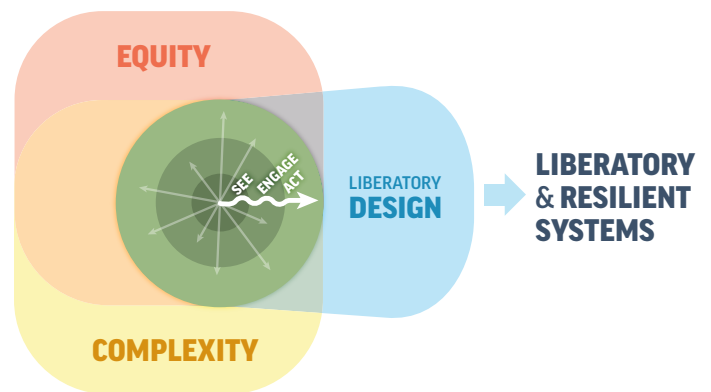 EQUITY
SEE
ENGAGE
ACT
LIBERATORY
DESIGN
COMPLEXITY
LIBERATORY
& RESILIENT
SYSTEMS